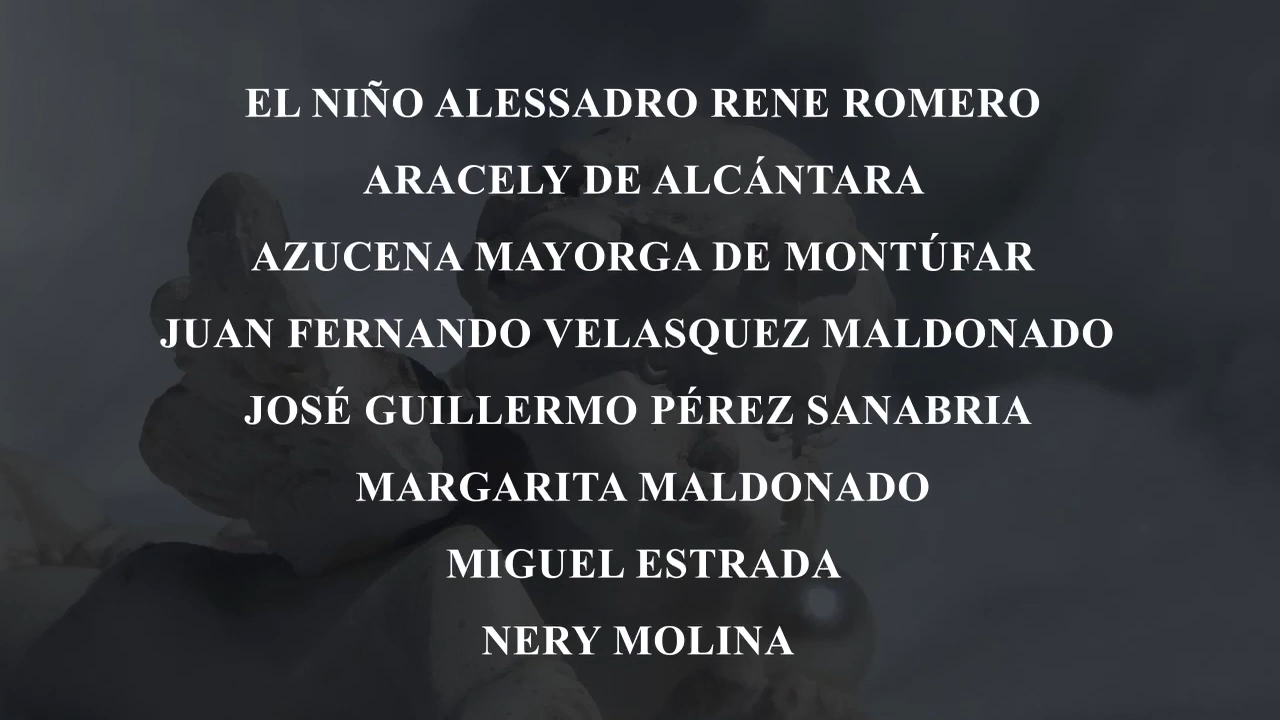 EL NIÑO ALESSADRO RENE ROMERO
ARACELY DE ALCÁNTARA
AZUCENA MAYORGA DE MONTÚFAR
JUAN FERNANDO VELASQUEZ MALDONADO
JOSÉ GUILLERMO PÉREZ SANABRIA
MARGARITA MALDONADO
MIGUEL ESTRADA
NERY MOLINA